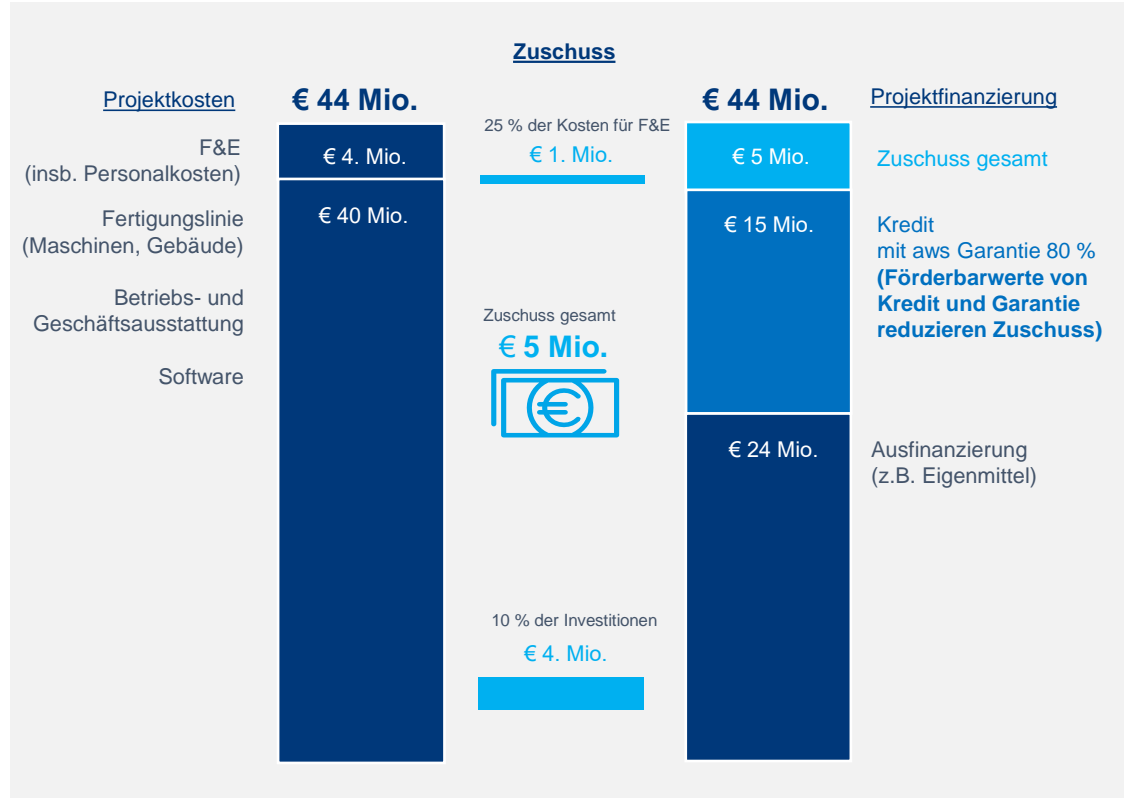 Zuschuss
Projektkosten
€ 44 Mio.
€ 44 Mio.
Projektfinanzierung
F&E
(insb. Personalkosten)
€ 4. Mio.
25 % der Kosten für F&E
€ 1. Mio.
€ 5 Mio.
Zuschuss gesamt
Fertigungslinie
(Maschinen, Gebäude)
€ 40 Mio.
€ 15 Mio.
Kredit
mit aws Garantie 80 %
(Förderbarwerte von
Kredit und Garantie
reduzieren Zuschuss)
Betriebs- und
Geschäftsausstattung
Software
Zuschuss gesamt
€ 5 Mio.
€
€ 24 Mio.
Ausfinanzierung
(z.B. Eigenmittel)
10 % der Investitionen
€ 4. Mio.